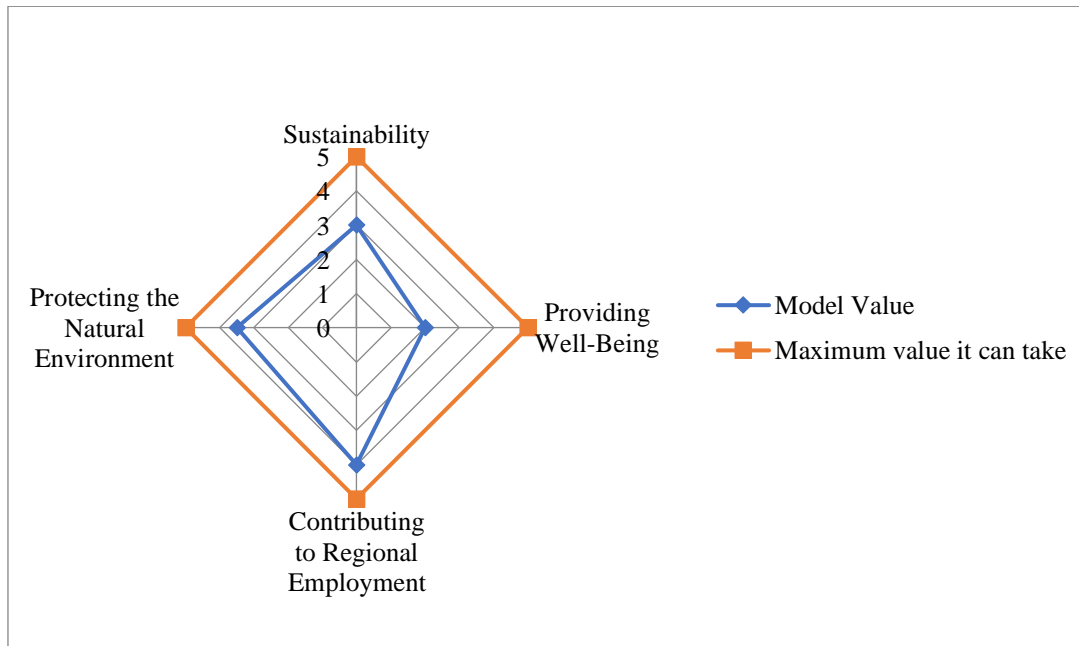 Sustainability
5
4
3
2
1
0
Protecting the
Natural
Environment
Providing
Well-Being
Contributing
to Regional
Employment
Model Value
Maximum value it can take